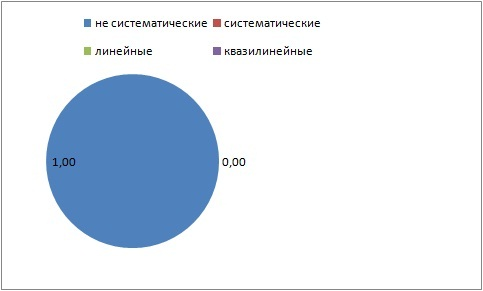 не систематические систематические
линейные квазилинейные
1,00 0,00